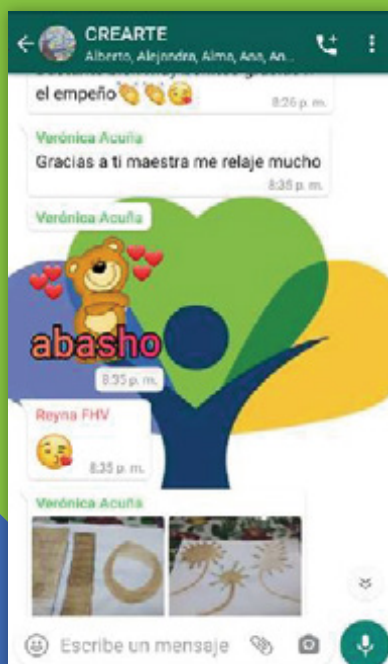 CREARTE
Alberto, Alejandra, Alma, Ana, An...
el empeño👏👏😘
8:26 p. m.
Verónica Acuña
Gracias a ti maestra me relaje mucho
8:35 p. m.
Verónica Acuña
abasho
8:35 p. m.
Reyna FHV
😘
8:35 p. m.
Verónica Acuña
Escribe un mensaje